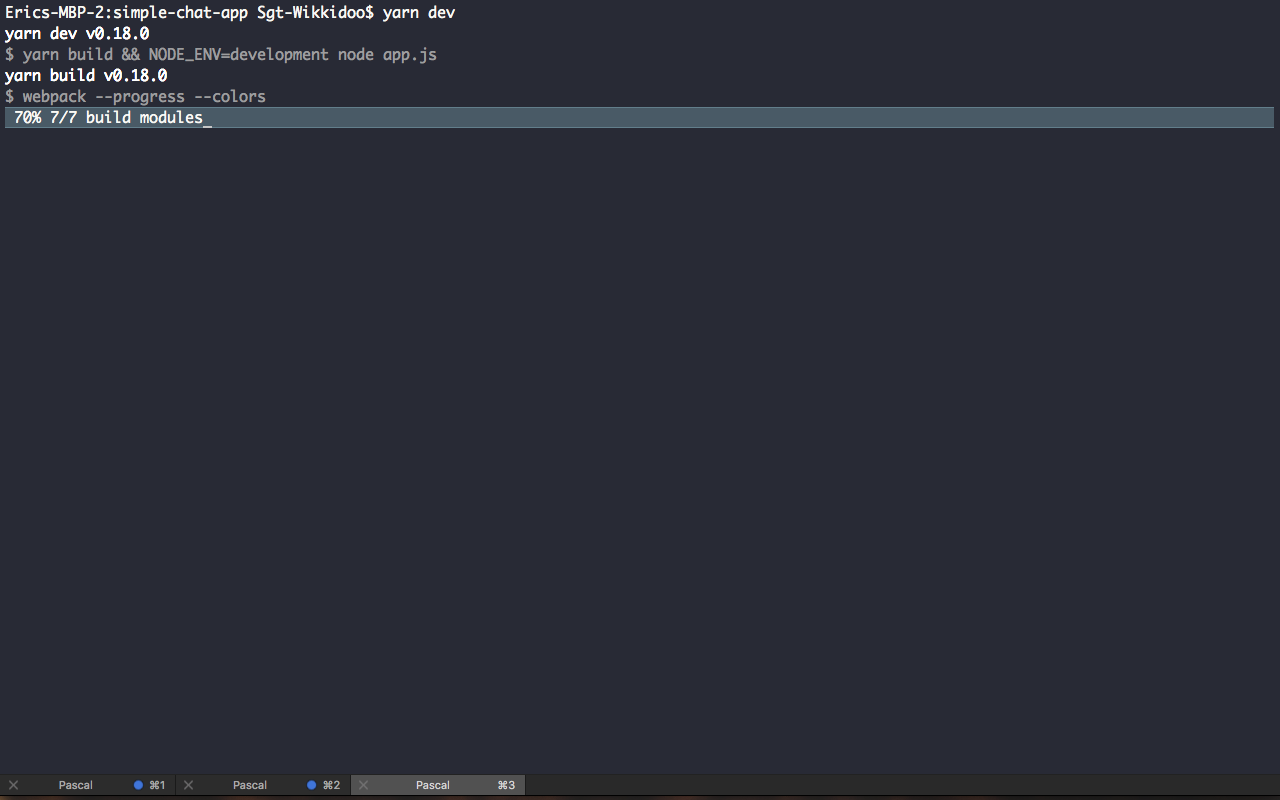 Erics-MBP-2:simple-chat-app Sgt-Wikkidoo$ yarn dev
yarn dev v0.18.0
$ yarn build && NODE_ENV=development node app.js
yarn build v0.18.0
$ webpack --progress --colors
70% 7/7 build modules_
Pascal ⌘1 Pascal ⌘2 Pascal ⌘3